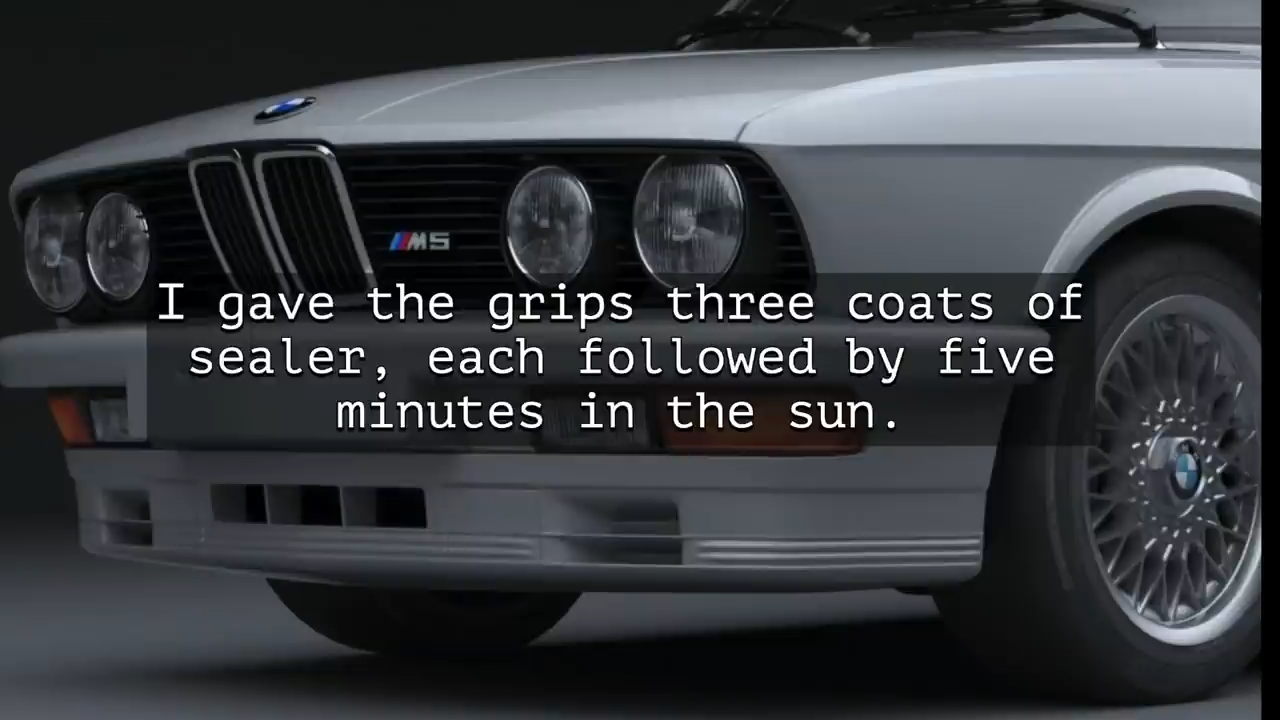 M5
I gave the grips three coats of
sealer, each followed by five
minutes in the sun.